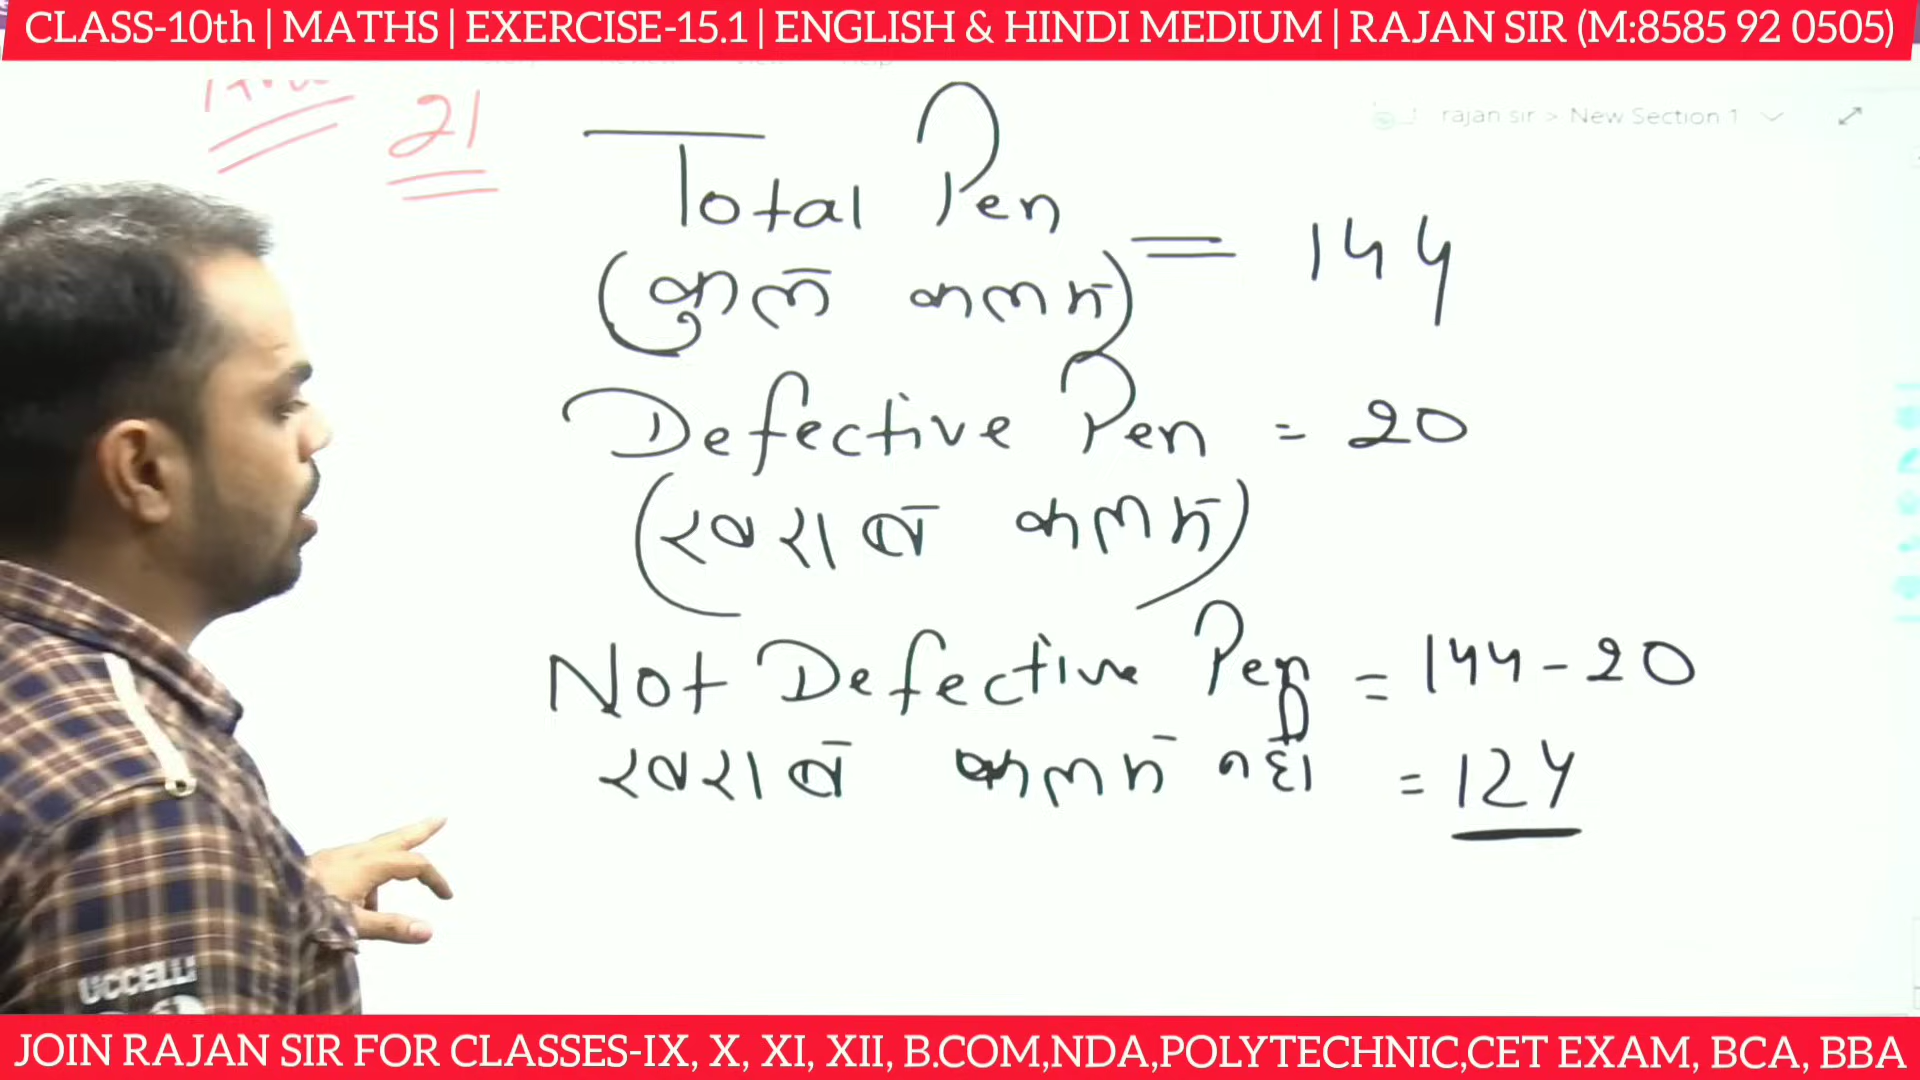 CLASS-10th | MATHS | EXERCISE-15.1 | ENGLISH & HINDI MEDIUM | RAJAN SIR (M:8585 92 0505)
rajan sir > New Section 1
21
Total Pen
= 144
(कुल कलम)
Defective Pen = 20
(खराब कलम)
Not Defective Pen = 144-20
खराब कलम नही = 124
UCCELLI
JOIN RAJAN SIR FOR CLASSES-IX, X, XI, XII, B.COM,NDA,POLYTECHNIC,CET EXAM, BCA, BBA